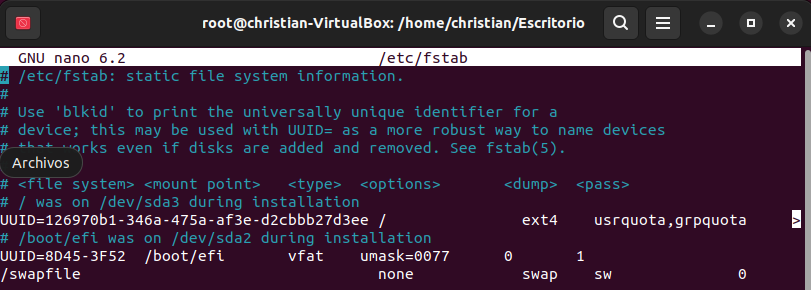 root@christian-VirtualBox: /home/christian/Escritorio
GNU nano 6.2 /etc/fstab
# /etc/fstab: static file system information.
#
# Use 'blkid' to print the universally unique identifier for a
# device; this may be used with UUID= as a more robust way to name devices
# that works even if disks are added and removed. See fstab(5).
Archivos
# <file system> <mount point> <type> <options> <dump> <pass>
# / was on /dev/sda3 during installation
UUID=126970b1-346a-475a-af3e-d2cbbb27d3ee / ext4 usrquota,grpquota >
# /boot/efi was on /dev/sda2 during installation
UUID=8D45-3F52 /boot/efi vfat umask=0077 0 1
/swapfile none swap sw 0